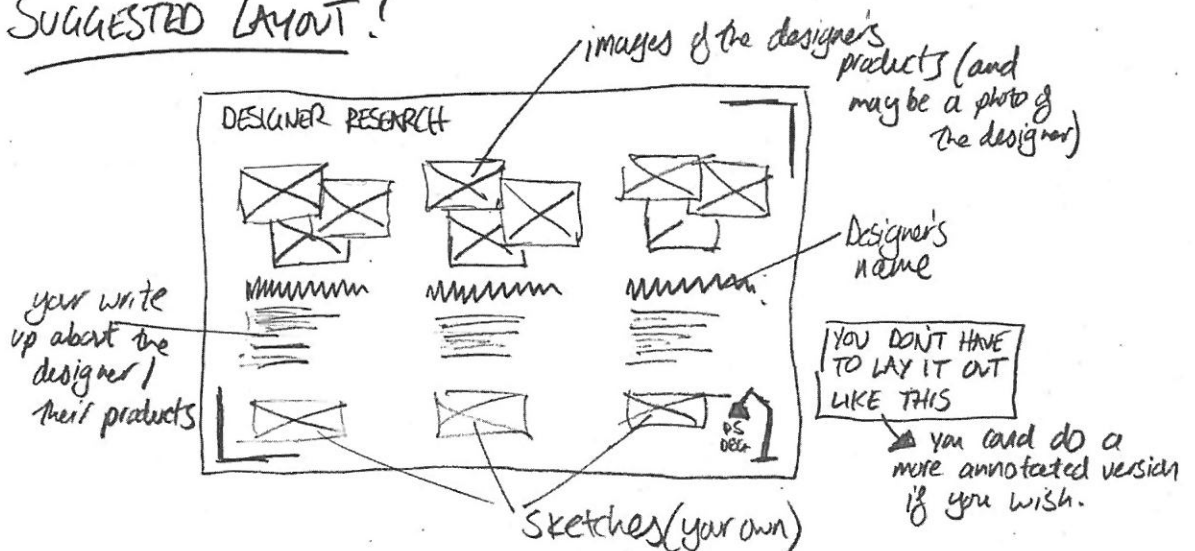 SUGGESTED LAYOUT!
images of the designer's
products (and
maybe a photo of
the designer)
DESIGNER RESEARCH
Designer's
name
your write
up about the
designer/
their products
YOU DON'T HAVE
TO LAY IT OUT
LIKE THIS
you could do a
more annotated version
if you wish.
Sketches (your own)